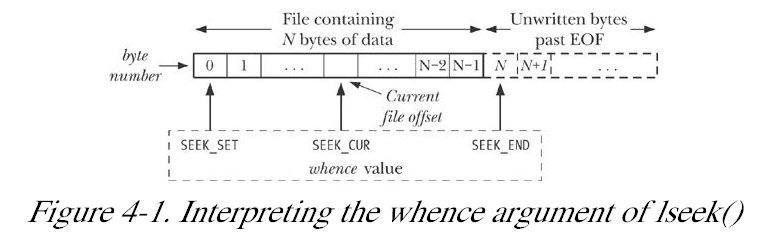 File containing
N bytes of data
Unwritten bytes
past EOF
byte
number
0 1 ... ... N-2 N-1 N N+1 ...
Current
file offset
SEEK_SET SEEK_CUR SEEK_END
whence value
Figure 4-1. Interpreting the whence argument of lseek()